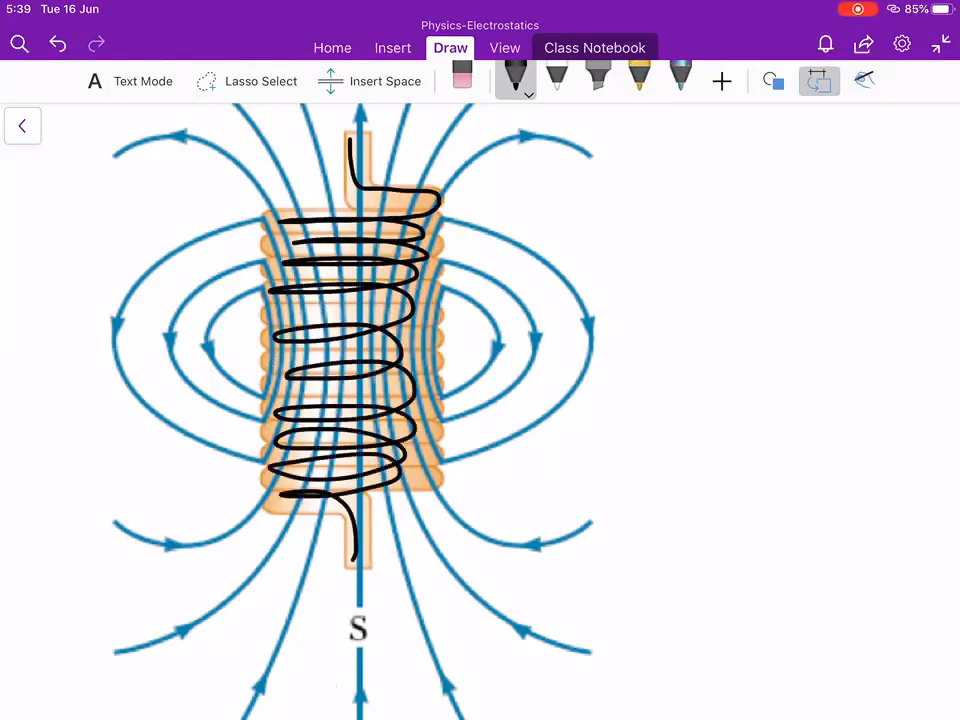 5:39 Tue 16 Jun 85%
Physics-Electrostatics
Home Insert Draw View Class Notebook
A Text Mode Lasso Select Insert Space
S